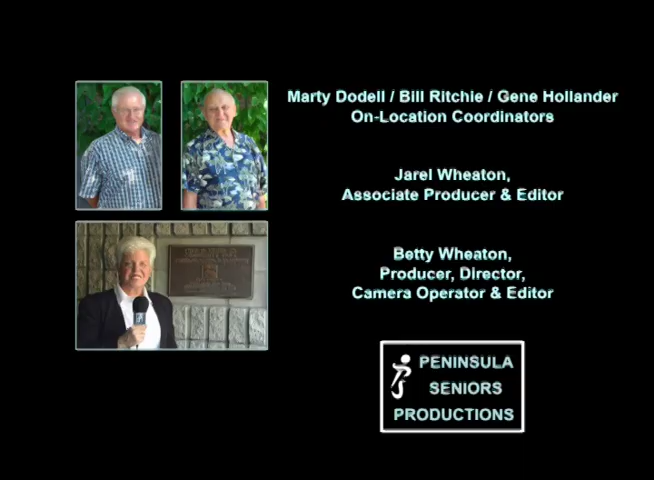 Marty Dodell / Bill Ritchie / Gene Hollander
On-Location Coordinators
Jarel Wheaton,
Associate Producer & Editor
Betty Wheaton,
Producer, Director,
Camera Operator & Editor
PENINSULA
SENIORS
PRODUCTIONS